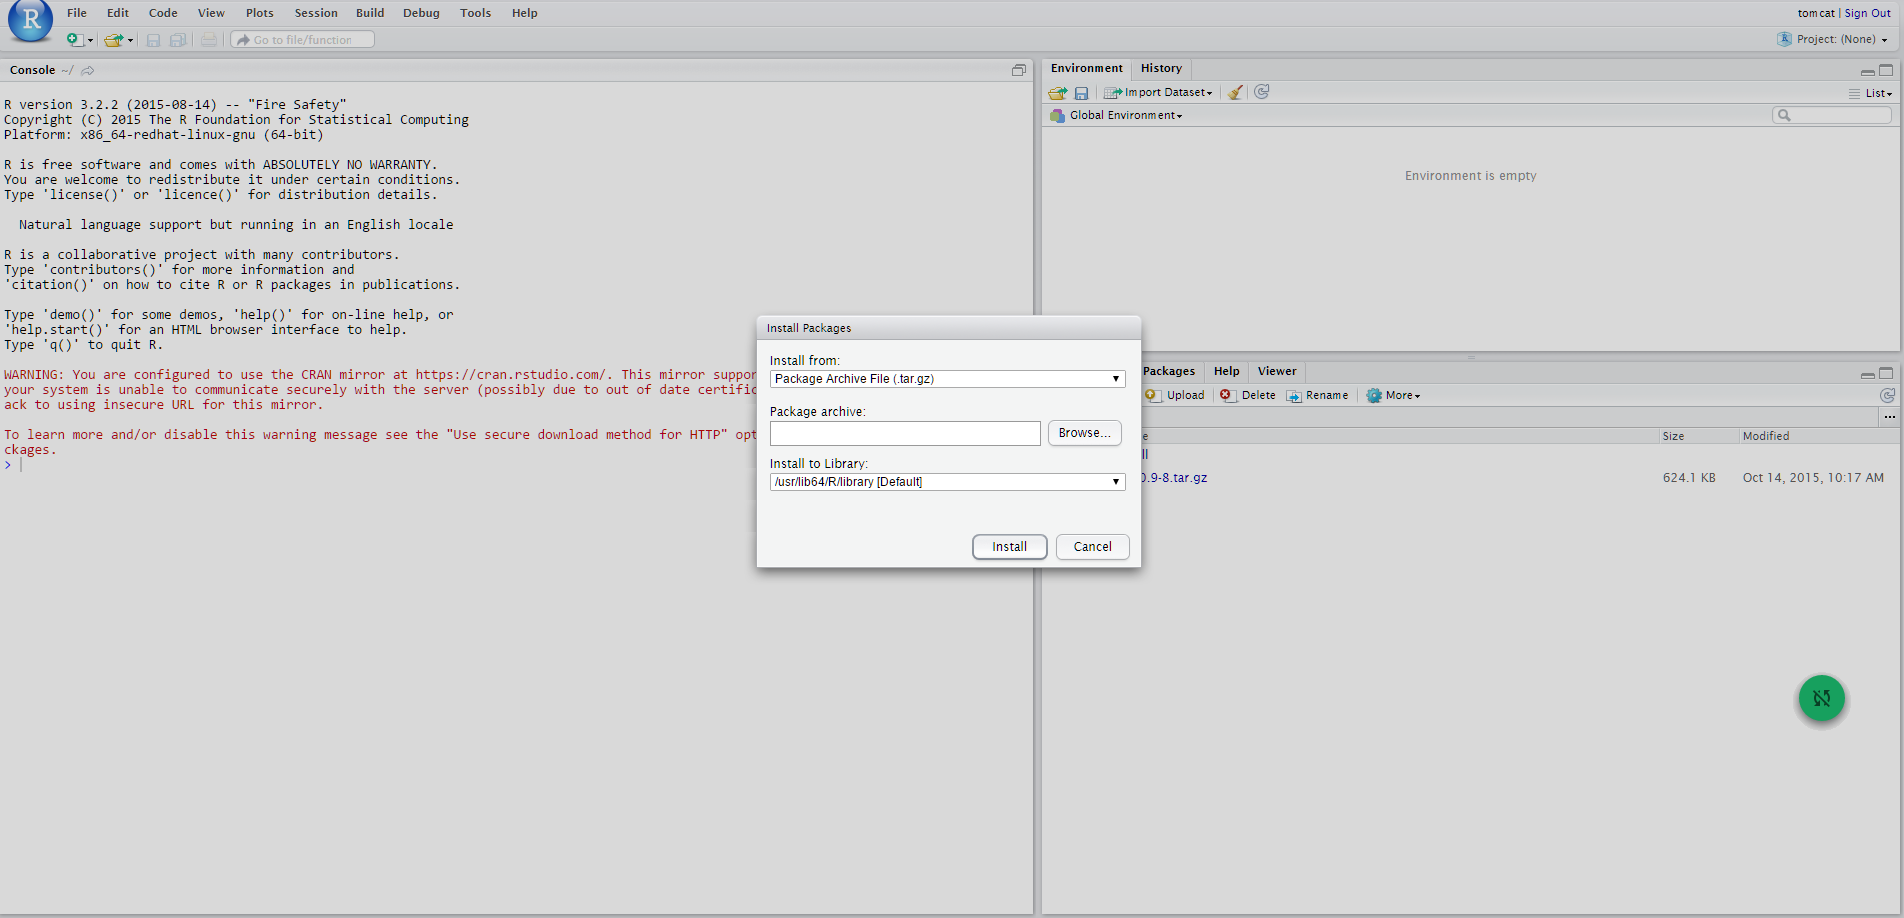 R
File Edit Code View Plots Session Build Debug Tools Help
tomcat | Sign Out
Go to file/function
Project: (None)
Console ~/
R version 3.2.2 (2015-08-14) -- "Fire Safety"
Copyright (C) 2015 The R Foundation for Statistical Computing
Platform: x86_64-redhat-linux-gnu (64-bit)
R is free software and comes with ABSOLUTELY NO WARRANTY.
You are welcome to redistribute it under certain conditions.
Type 'license()' or 'licence()' for distribution details.
Natural language support but running in an English locale
R is a collaborative project with many contributors.
Type 'contributors()' for more information and
'citation()' on how to cite R or R packages in publications.
Type 'demo()' for some demos, 'help()' for on-line help, or
'help.start()' for an HTML browser interface to help.
Type 'q()' to quit R.
WARNING: You are configured to use the CRAN mirror at https://cran.rstudio.com/. This mirror suppor
your system is unable to communicate securely with the server (possibly due to out of date certific
ack to using insecure URL for this mirror.
To learn more and/or disable this warning message see the "Use secure download method for HTTP" opt
ckages.
>
Environment History
Import Dataset
List
Global Environment
Environment is empty
Install Packages
Install from:
Package Archive File (.tar.gz)
Package archive:
Browse...
Install to Library:
/usr/lib64/R/library [Default]
Install Cancel
Packages Help Viewer
Upload Delete Rename More
...
e Size Modified
ll
0.9-8.tar.gz 624.1 KB Oct 14, 2015, 10:17 AM